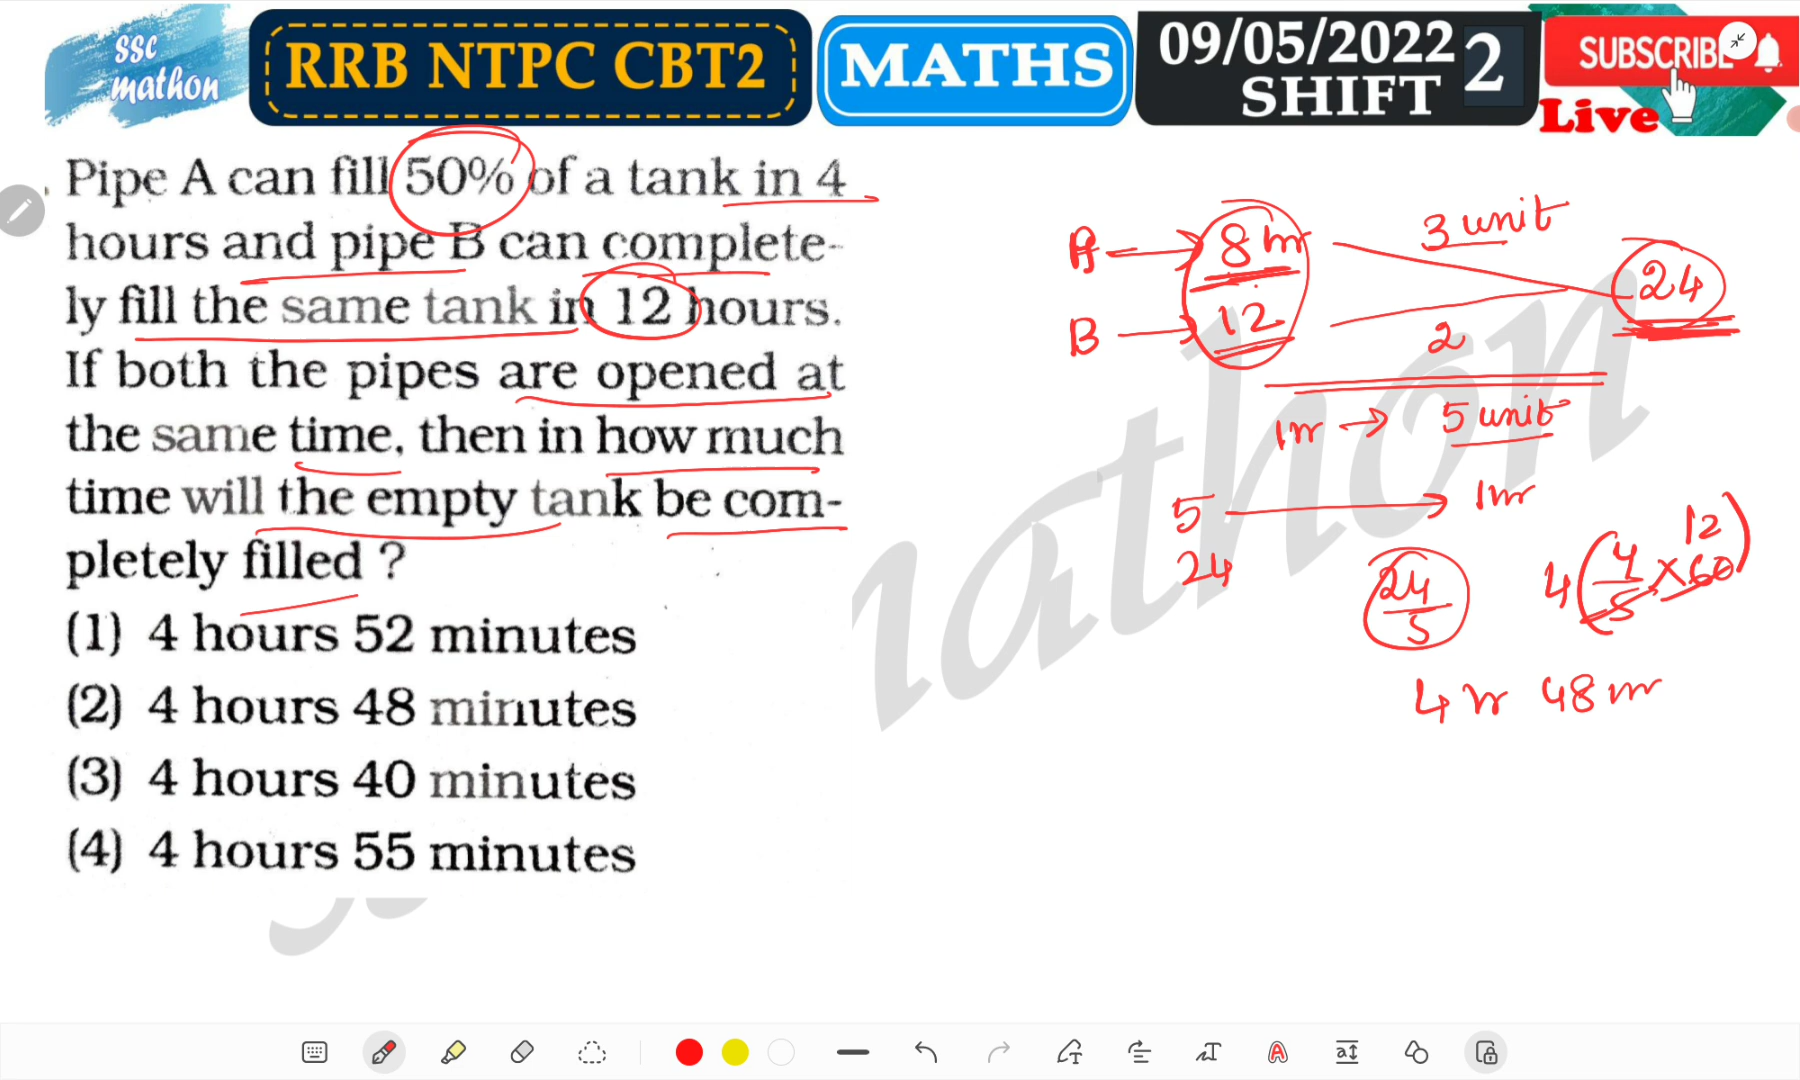 ssc
mathon
RRB NTPC CBT2
MATHS
09/05/2022
SHIFT 2
SUBSCRIBE
Live
Pipe A can fill 50% of a tank in 4
hours and pipe B can complete-
ly fill the same tank in 12 hours.
If both the pipes are opened at
the same time, then in how much
time will the empty tank be com-
pletely filled ?
(1) 4 hours 52 minutes
(2) 4 hours 48 minutes
(3) 4 hours 40 minutes
(4) 4 hours 55 minutes
A → 8 hr 3 unit
24
B → 12 2
1hr → 5 unit
5 → 1hr
24 24/5 4(4/5 × 60) 12
4 hr 48 m
mathon